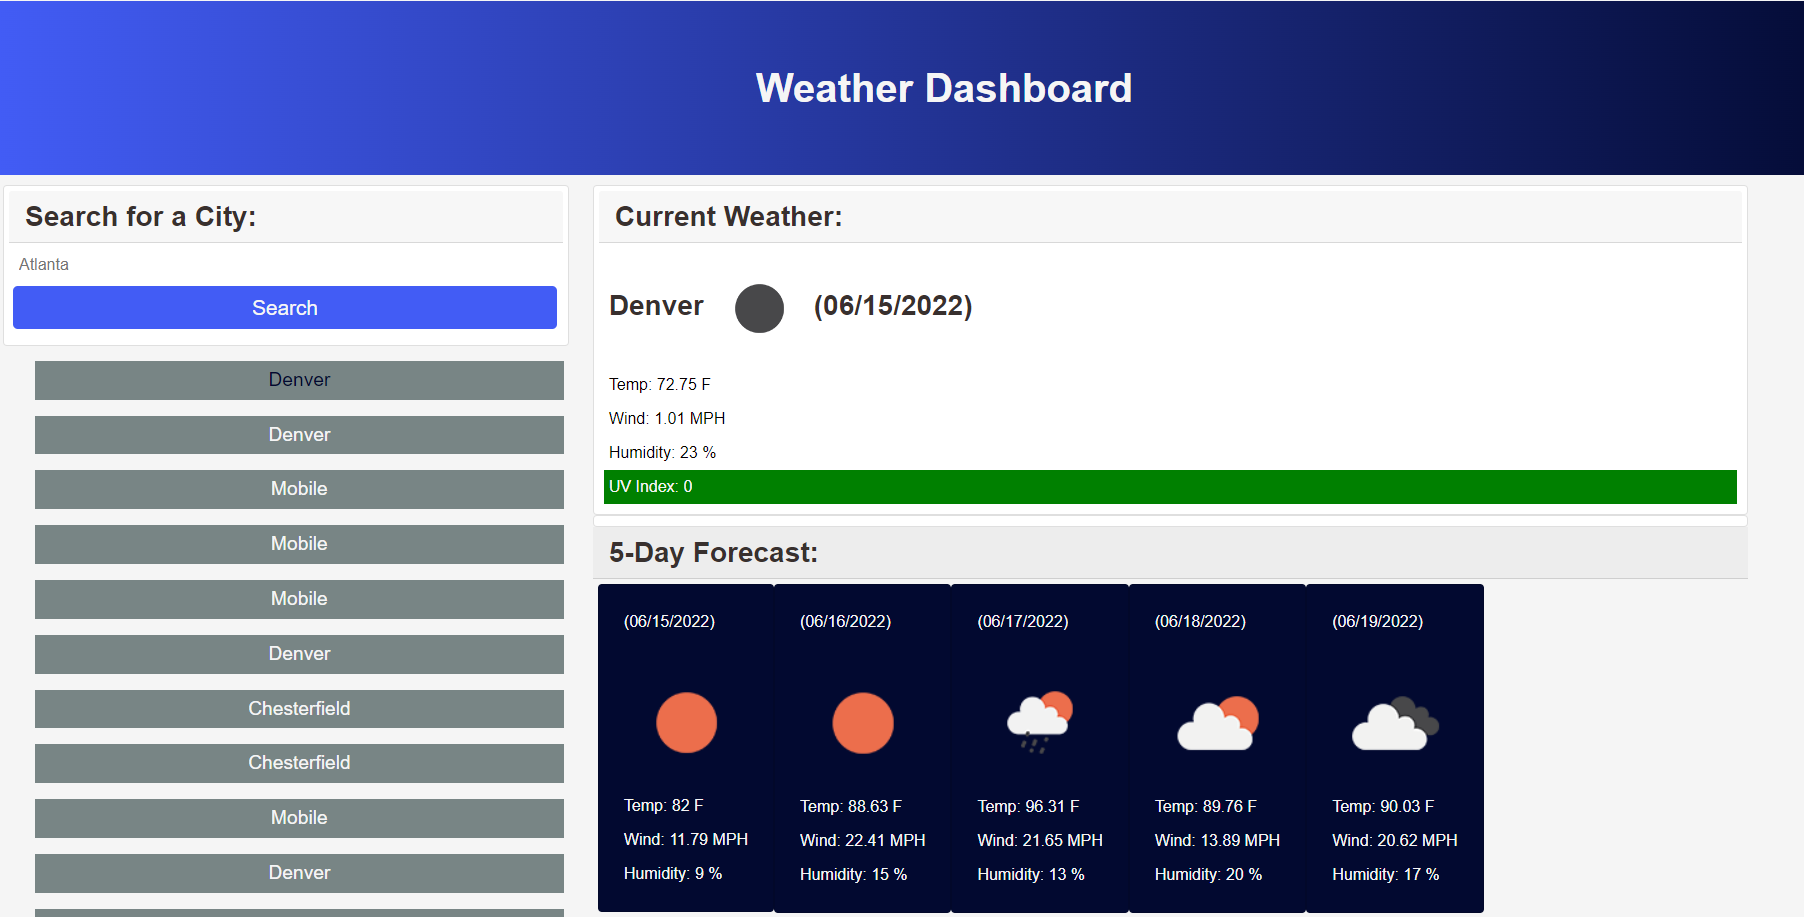 Weather Dashboard
Search for a City:
Atlanta
Search
Denver
Denver
Mobile
Mobile
Mobile
Denver
Chesterfield
Chesterfield
Mobile
Denver
Current Weather:
Denver (06/15/2022)
Temp: 72.75 F
Wind: 1.01 MPH
Humidity: 23 %
UV Index: 0
5-Day Forecast:
(06/15/2022)
Temp: 82 F
Wind: 11.79 MPH
Humidity: 9 %
(06/16/2022)
Temp: 88.63 F
Wind: 22.41 MPH
Humidity: 15 %
(06/17/2022)
Temp: 96.31 F
Wind: 21.65 MPH
Humidity: 13 %
(06/18/2022)
Temp: 89.76 F
Wind: 13.89 MPH
Humidity: 20 %
(06/19/2022)
Temp: 90.03 F
Wind: 20.62 MPH
Humidity: 17 %